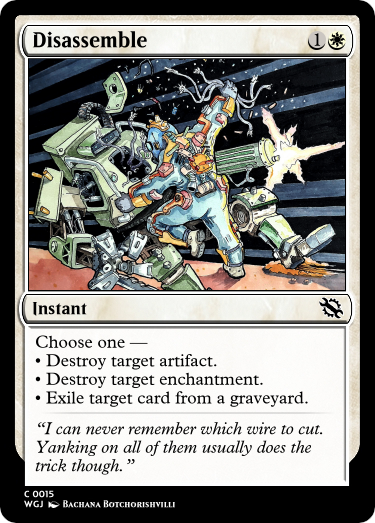 Disassemble 1
Instant
Choose one —
• Destroy target artifact.
• Destroy target enchantment.
• Exile target card from a graveyard.
“I can never remember which wire to cut.
Yanking on all of them usually does the
trick though.”
C 0015
WGJ Bachana Botchorishvilli